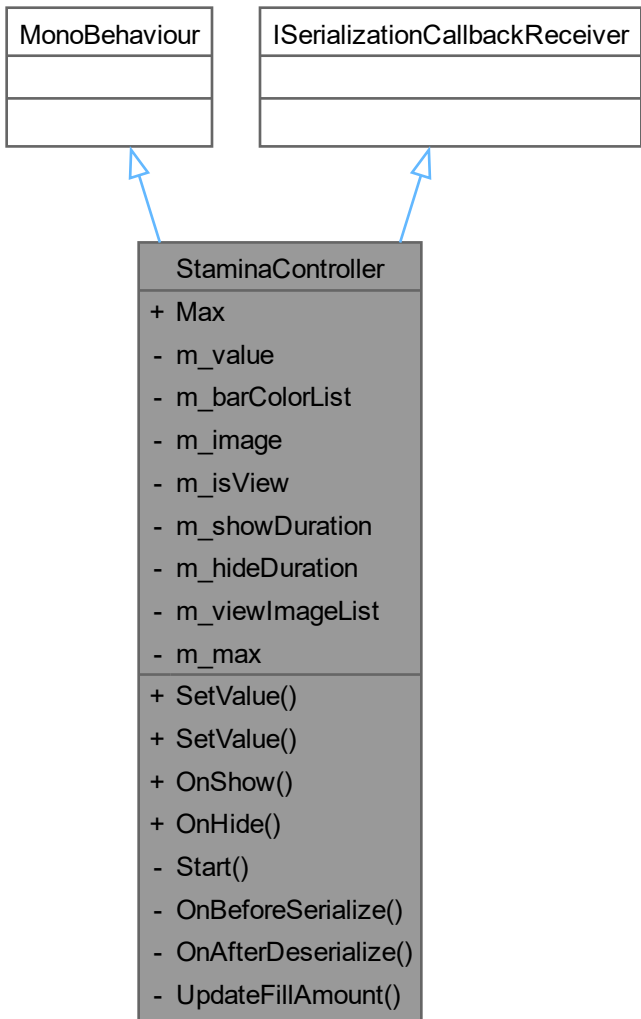 MonoBehaviour
ISerializationCallbackReceiver
StaminaController
+ Max
- m_value
- m_barColorList
- m_image
- m_isView
- m_showDuration
- m_hideDuration
- m_viewImageList
- m_max
+ SetValue()
+ SetValue()
+ OnShow()
+ OnHide()
- Start()
- OnBeforeSerialize()
- OnAfterDeserialize()
- UpdateFillAmount()